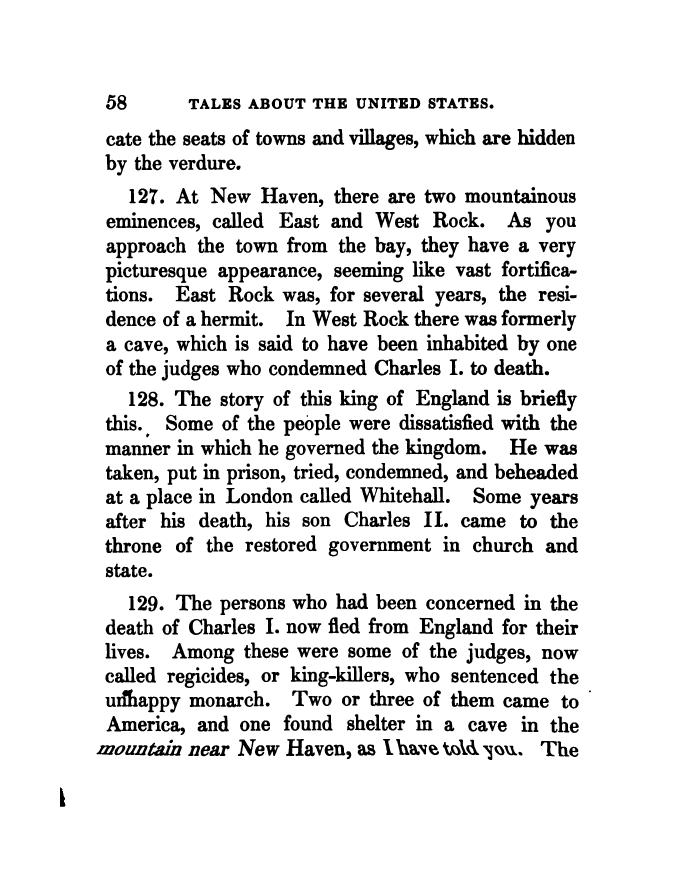 58 TALES ABOUT THE UNITED STATES.
cate the seats of towns and villages, which are hidden
by the verdure.
127. At New Haven, there are two mountainous
eminences, called East and West Rock. As you
approach the town from the bay, they have a very
picturesque appearance, seeming like vast fortifica-
tions. East Rock was, for several years, the resi-
dence of a hermit. In West Rock there was formerly
a cave, which is said to have been inhabited by one
of the judges who condemned Charles I. to death.
128. The story of this king of England is briefly
this. Some of the people were dissatisfied with the
manner in which he governed the kingdom. He was
taken, put in prison, tried, condemned, and beheaded
at a place in London called Whitehall. Some years
after his death, his son Charles II. came to the
throne of the restored government in church and
state.
129. The persons who had been concerned in the
death of Charles I. now fled from England for their
lives. Among these were some of the judges, now
called regicides, or king-killers, who sentenced the
unhappy monarch. Two or three of them came to
America, and one found shelter in a cave in the
mountain near New Haven, as I have told you. The